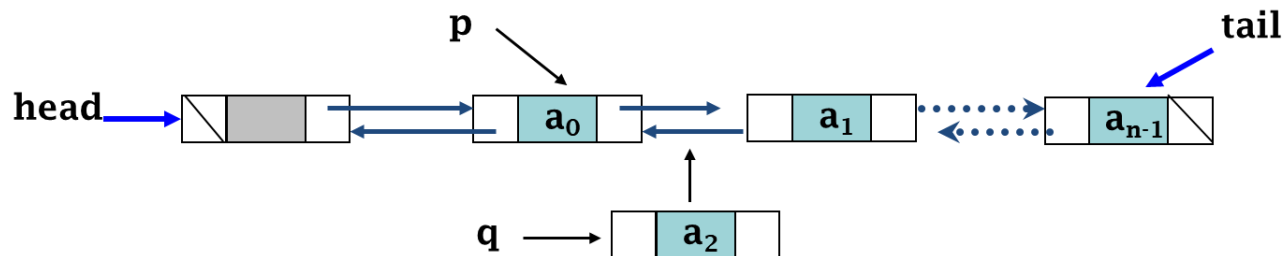 p
tail
head
a₀
a₁
aₙ₋₁
q
a₂